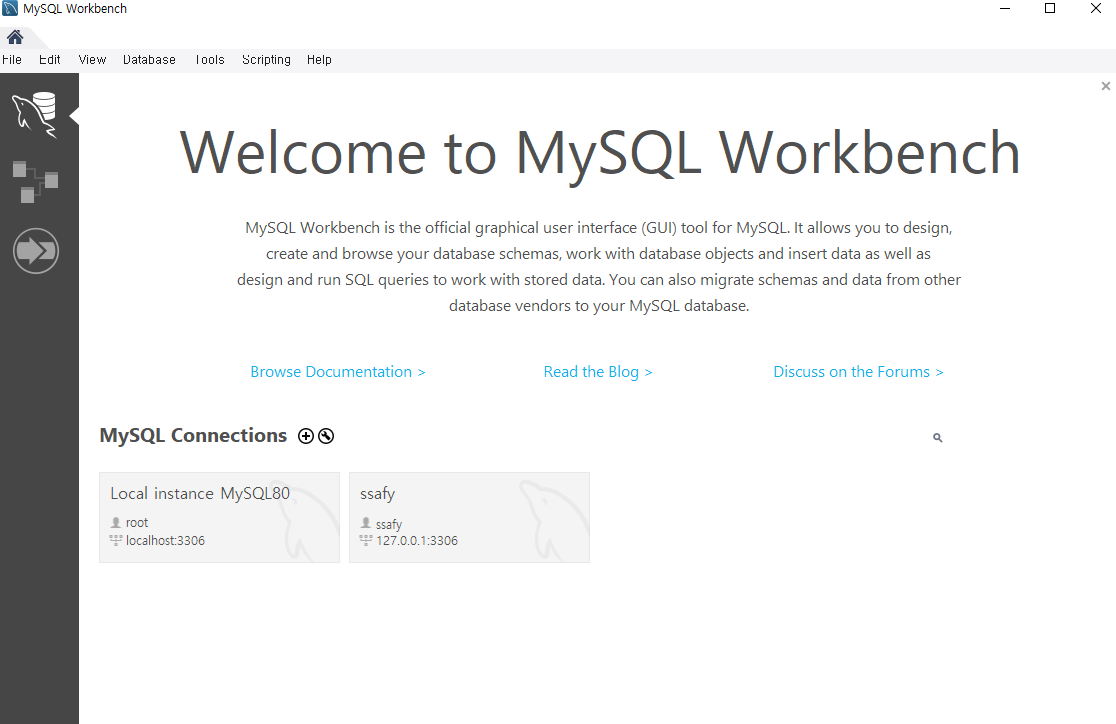 MySQL Workbench
File Edit View Database Tools Scripting Help
Welcome to MySQL Workbench
MySQL Workbench is the official graphical user interface (GUI) tool for MySQL. It allows you to design,
create and browse your database schemas, work with database objects and insert data as well as
design and run SQL queries to work with stored data. You can also migrate schemas and data from other
database vendors to your MySQL database.
Browse Documentation > Read the Blog > Discuss on the Forums >
MySQL Connections
Local instance MySQL80
root
localhost:3306
ssafy
ssafy
127.0.0.1:3306